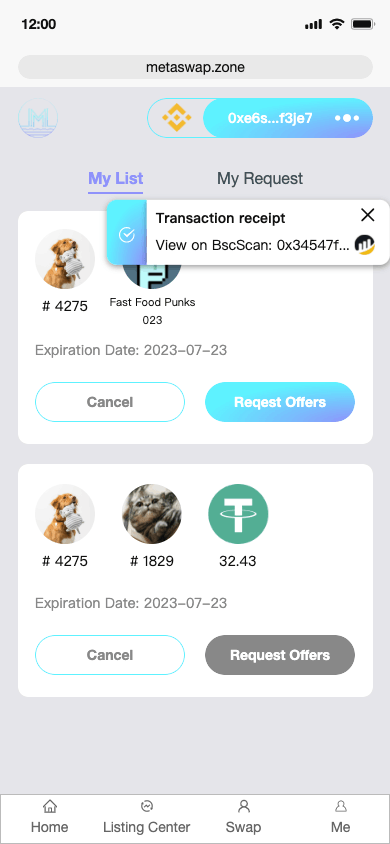 12:00
metaswap.zone
M
0xe6s...f3je7
My List
My Request
Transaction receipt
View on BscScan: 0x34547f...
# 4275
Fast Food Punks
023
Expiration Date: 2023-07-23
Cancel
Reqest Offers
# 4275
# 1829
32.43
Expiration Date: 2023-07-23
Cancel
Request Offers
Home
Listing Center
Swap
Me